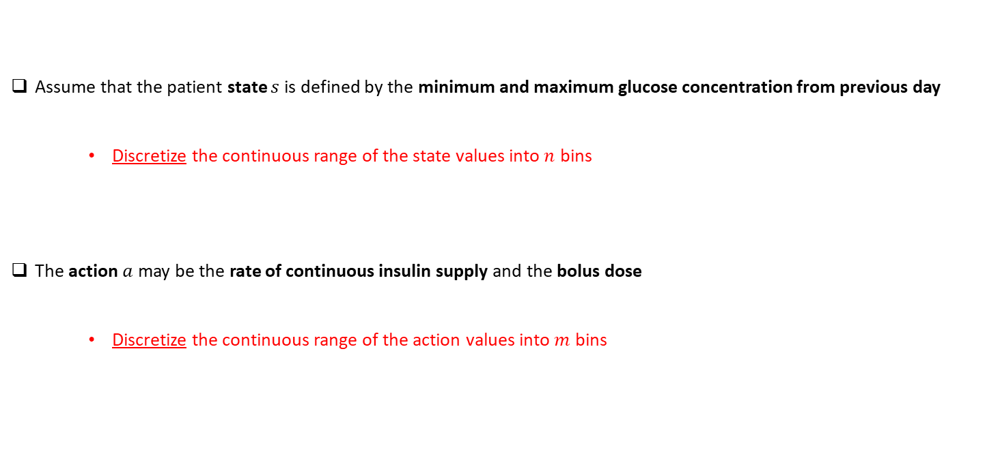 ❑ Assume that the patient state s is defined by the minimum and maximum glucose concentration from previous day
• Discretize the continuous range of the state values into n bins
❑ The action a may be the rate of continuous insulin supply and the bolus dose
• Discretize the continuous range of the action values into m bins